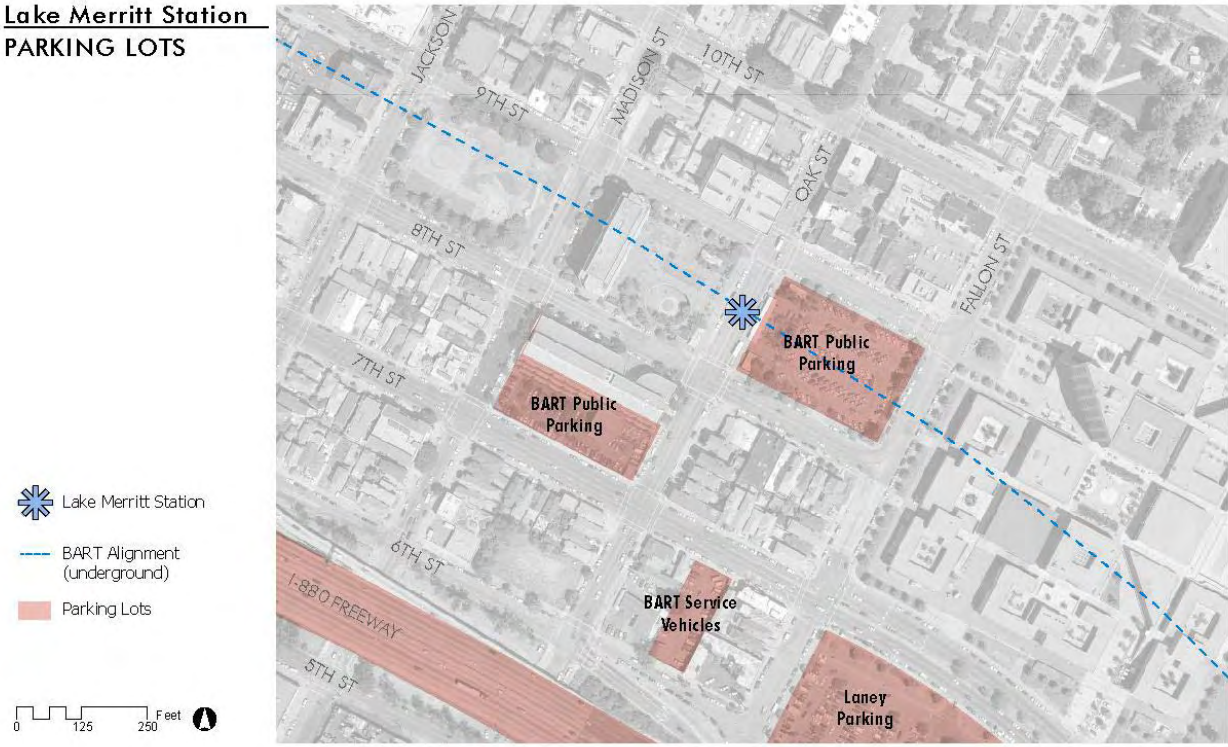 Lake Merritt Station
PARKING LOTS
JACKSON
MADISON ST
10TH ST
9TH ST
OAK ST
8TH ST
FALLON ST
BART Public
Parking
7TH ST
BART Public
Parking
Lake Merritt Station
BART Alignment
(underground)
Parking Lots
6TH ST
I-880 FREEWAY
BART Service
Vehicles
5TH ST
Laney
Parking
0 125 250 Feet